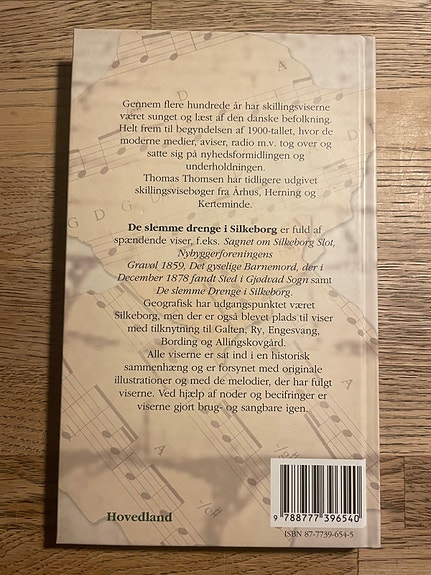 Gennem flere hundrede år har skillingsviserne
været sunget og læst af den danske befolkning.
Helt frem til begyndelsen af 1900-tallet, hvor de
moderne medier, aviser, radio m.v. tog over og
satte sig på nyhedsformidlingen og
underholdningen.
Thomas Thomsen har tidligere udgivet
skillingsvisebøger fra Århus, Herning og
Kerteminde.
De slemme drenge i Silkeborg er fuld af
spændende viser, f.eks. Sagnet om Silkeborg Slot,
Nybyggerforeningens
Gravøl 1859, Det gyselige Barnemord, der i
December 1878 fandt Sted i Gjødvad Sogn samt
De slemme Drenge i Silkeborg.
Geografisk har udgangspunktet været
Silkeborg, men der er også blevet plads til viser
med tilknytning til Galten, Ry, Engesvang,
Bording og Allingskovgård.
Alle viserne er sat ind i en historisk
sammenhæng og er forsynet med originale
illustrationer og med de melodier, der har fulgt
viserne. Ved hjælp af noder og becifringer er
viserne gjort brug- og sangbare igen.
9 788777 396540
Hovedland
ISBN 87-7739-654-5
D
A
G
D
A